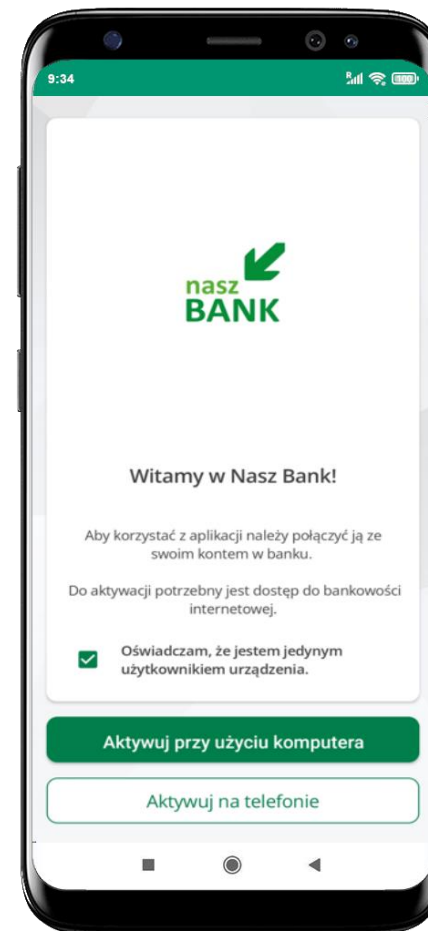 9:34
R
100
nasz
BANK
Witamy w Nasz Bank!
Aby korzystać z aplikacji należy połączyć ją ze
swoim kontem w banku.
Do aktywacji potrzebny jest dostęp do bankowości
internetowej.
Oświadczam, że jestem jedynym
użytkownikiem urządzenia.
Aktywuj przy użyciu komputera
Aktywuj na telefonie